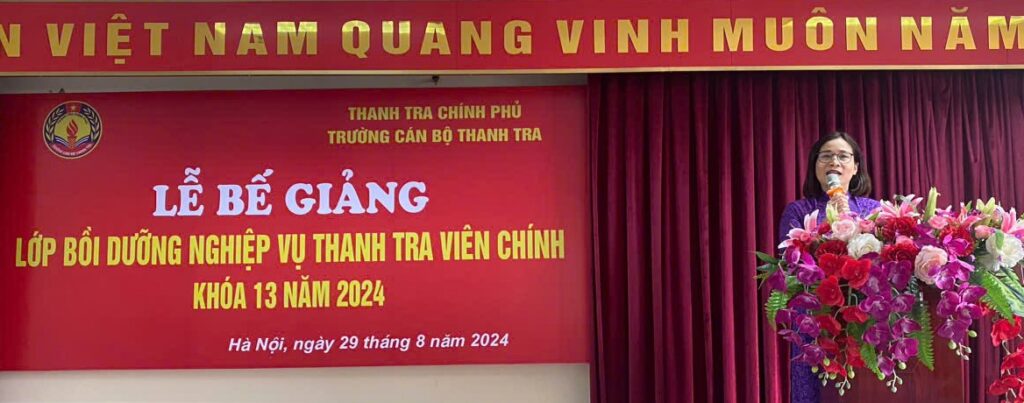 VIỆT NAM QUANG VINH MUÔN NĂM
THANH TRA CHÍNH PHỦ
TRƯỜNG CÁN BỘ THANH TRA
LỄ BẾ GIẢNG
LỚP BỒI DƯỠNG NGHIỆP VỤ THANH TRA VIÊN CHÍNH
KHÓA 13 NĂM 2024
Hà Nội, ngày 29 tháng 8 năm 2024